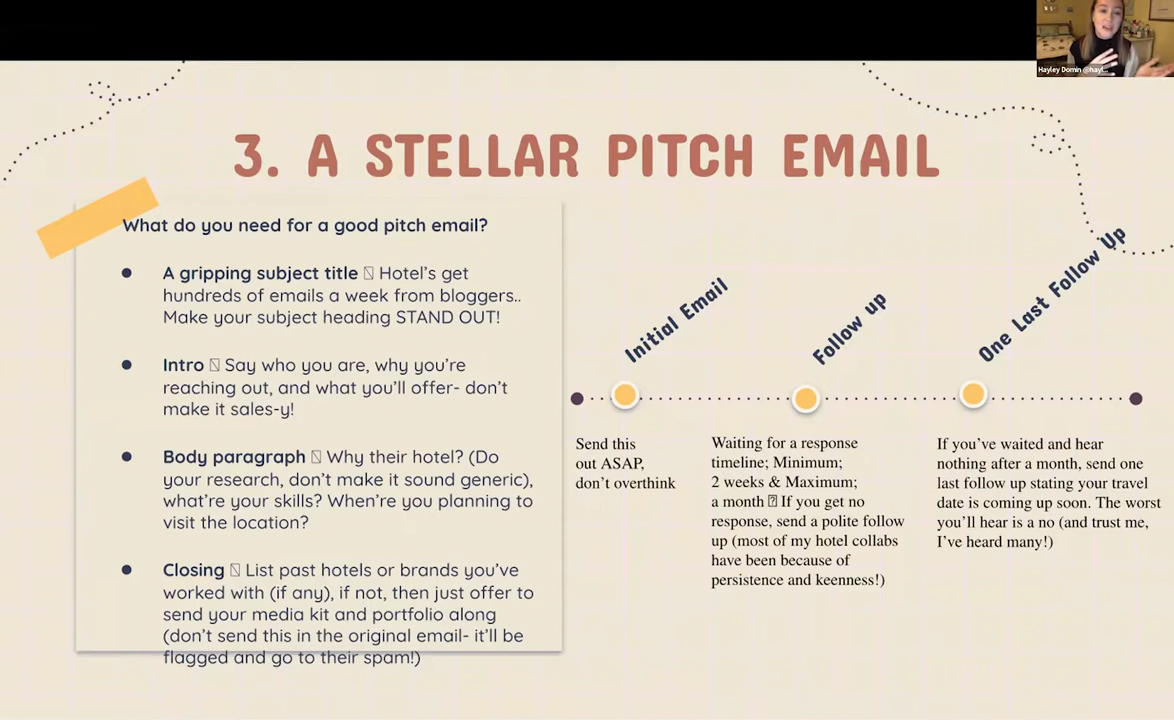 Hayley Domin @hayl...
3. A STELLAR PITCH EMAIL
What do you need for a good pitch email?
● A gripping subject title Hotel's get
hundreds of emails a week from bloggers..
Make your subject heading STAND OUT!
● Intro Say who you are, why you're
reaching out, and what you'll offer- don't
make it sales-y!
● Body paragraph Why their hotel? (Do
your research, don't make it sound generic),
what're your skills? When're you planning to
visit the location?
● Closing List past hotels or brands you've
worked with (if any), if not, then just offer to
send your media kit and portfolio along
(don't send this in the original email- it'll be
flagged and go to their spam!)
Initial Email
Send this
out ASAP,
don't overthink
Follow up
Waiting for a response
timeline; Minimum;
2 weeks & Maximum;
a month If you get no
response, send a polite follow
up (most of my hotel collabs
have been because of
persistence and keenness!)
One Last Follow Up
If you've waited and hear
nothing after a month, send one
last follow up stating your travel
date is coming up soon. The worst
you'll hear is a no (and trust me,
I've heard many!)